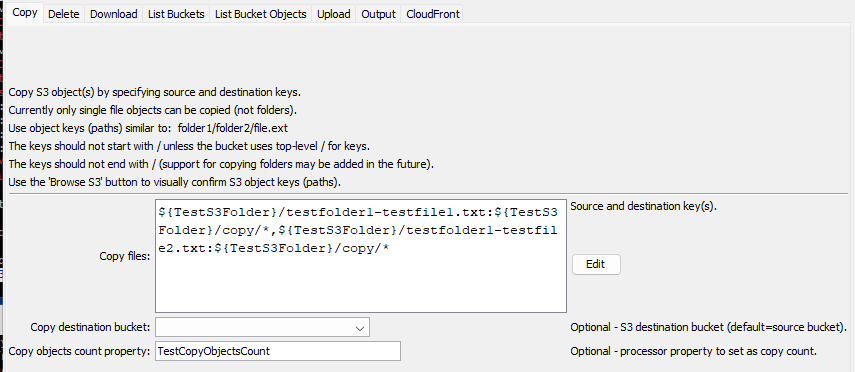 Copy Delete Download List Buckets List Bucket Objects Upload Output CloudFront
Copy S3 object(s) by specifying source and destination keys.
Currently only single file objects can be copied (not folders).
Use object keys (paths) similar to: folder1/folder2/file.ext
The keys should not start with / unless the bucket uses top-level / for keys.
The keys should not end with / (support for copying folders may be added in the future).
Use the 'Browse S3' button to visually confirm S3 object keys (paths).
Copy files:
${TestS3Folder}/testfolder1-testfile1.txt:${TestS3
Folder}/copy/*,${TestS3Folder}/testfolder1-testfil
e2.txt:${TestS3Folder}/copy/*
Source and destination key(s).
Edit
Copy destination bucket:
Optional - S3 destination bucket (default=source bucket).
Copy objects count property: TestCopyObjectsCount
Optional - processor property to set as copy count.